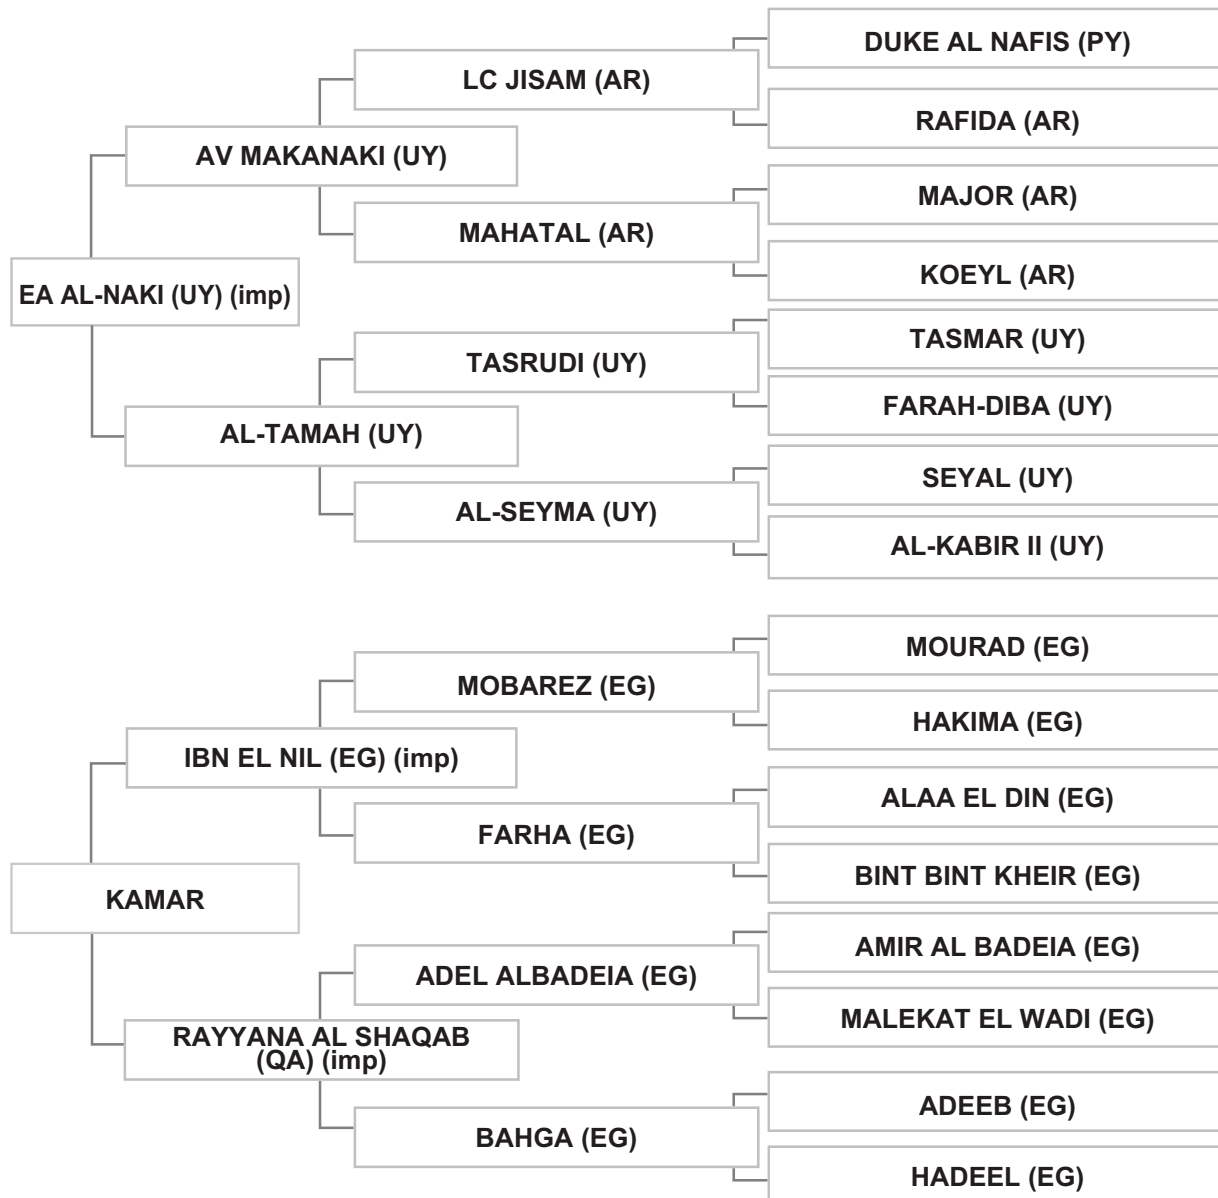 DUKE AL NAFIS (PY)
LC JISAM (AR)
RAFIDA (AR)
AV MAKANAKI (UY)
MAJOR (AR)
MAHATAL (AR)
KOEYL (AR)
EA AL-NAKI (UY) (imp)
TASMAR (UY)
TASRUDI (UY)
FARAH-DIBA (UY)
AL-TAMAH (UY)
SEYAL (UY)
AL-SEYMA (UY)
AL-KABIR II (UY)
MOURAD (EG)
MOBAREZ (EG)
HAKIMA (EG)
IBN EL NIL (EG) (imp)
ALAA EL DIN (EG)
FARHA (EG)
BINT BINT KHEIR (EG)
KAMAR
AMIR AL BADEIA (EG)
ADEL ALBADEIA (EG)
MALEKAT EL WADI (EG)
RAYYANA AL SHAQAB
(QA) (imp)
ADEEB (EG)
BAHGA (EG)
HADEEL (EG)